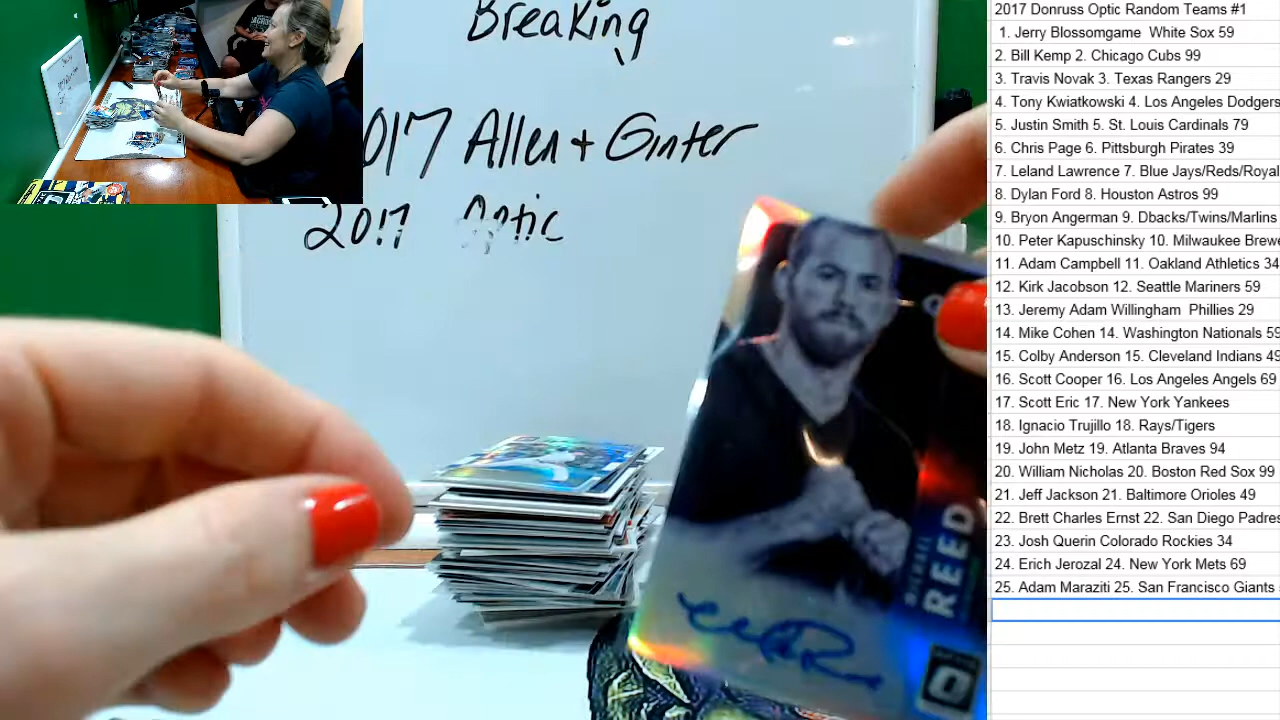 Breaking
2017 Allen + Ginter
2017 Optic
MICHAEL
REED
2017 Donruss Optic Random Teams #1
1. Jerry Blossomgame White Sox 59
2. Bill Kemp 2. Chicago Cubs 99
3. Travis Novak 3. Texas Rangers 29
4. Tony Kwiatkowski 4. Los Angeles Dodgers
5. Justin Smith 5. St. Louis Cardinals 79
6. Chris Page 6. Pittsburgh Pirates 39
7. Leland Lawrence 7. Blue Jays/Reds/Royal
8. Dylan Ford 8. Houston Astros 99
9. Bryon Angerman 9. Dbacks/Twins/Marlins
10. Peter Kapuschinsky 10. Milwaukee Brewe
11. Adam Campbell 11. Oakland Athletics 34
12. Kirk Jacobson 12. Seattle Mariners 59
13. Jeremy Adam Willingham Phillies 29
14. Mike Cohen 14. Washington Nationals 59
15. Colby Anderson 15. Cleveland Indians 49
16. Scott Cooper 16. Los Angeles Angels 69
17. Scott Eric 17. New York Yankees
18. Ignacio Trujillo 18. Rays/Tigers
19. John Metz 19. Atlanta Braves 94
20. William Nicholas 20. Boston Red Sox 99
21. Jeff Jackson 21. Baltimore Orioles 49
22. Brett Charles Ernst 22. San Diego Padres
23. Josh Querin Colorado Rockies 34
24. Erich Jerozal 24. New York Mets 69
25. Adam Maraziti 25. San Francisco Giants